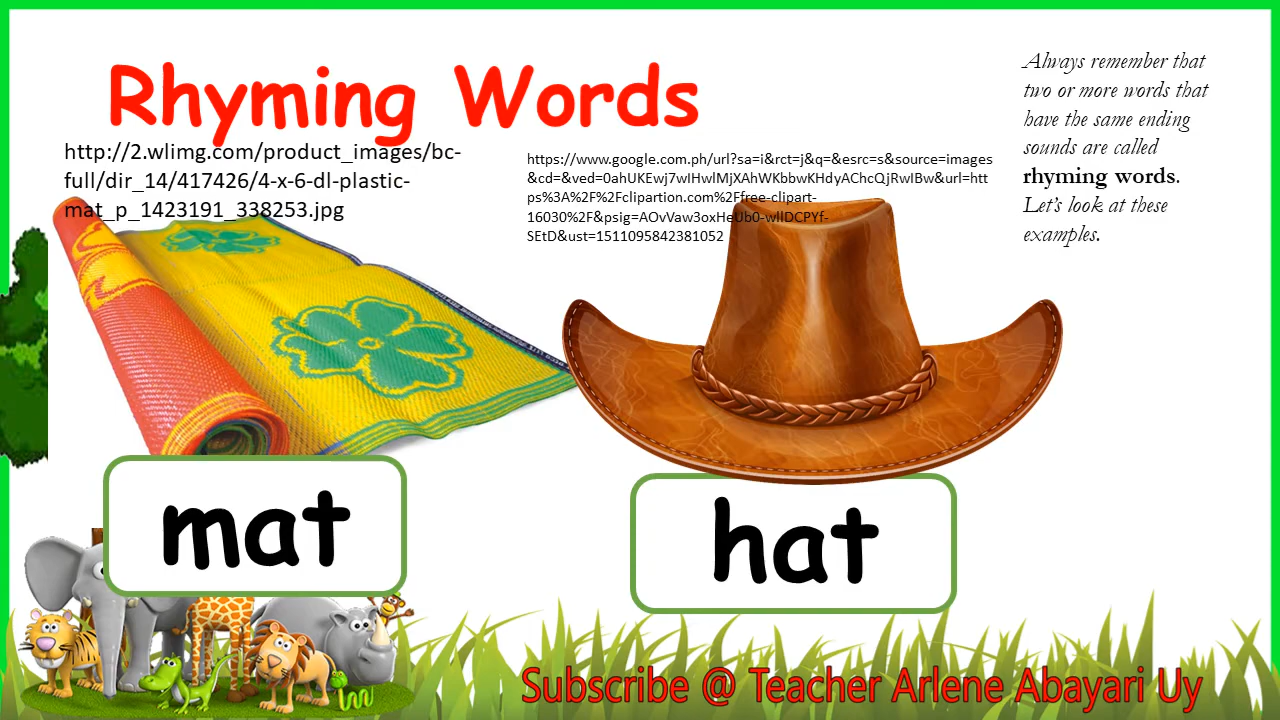 Rhyming Words
http://2.wlimg.com/product_images/bc-
full/dir_14/417426/4-x-6-dl-plastic-
mat_p_1423191_338253.jpg
https://www.google.com.ph/url?sa=i&rct=j&q=&esrc=s&source=images
&cd=&ved=0ahUKEwj7wIHwlMjXAhWKbbwKHdyAChcQjRwIBw&url=htt
ps%3A%2F%2Fclipartion.com%2Ffree-clipart-
16030%2F&psig=AOvVaw3oxHeUb0-wlIDCPYf-
SEtD&ust=1511095842381052
Always remember that
two or more words that
have the same ending
sounds are called
rhyming words.
Let's look at these
examples.
mat
hat
Subscribe @ Teacher Arlene Abayari Uy